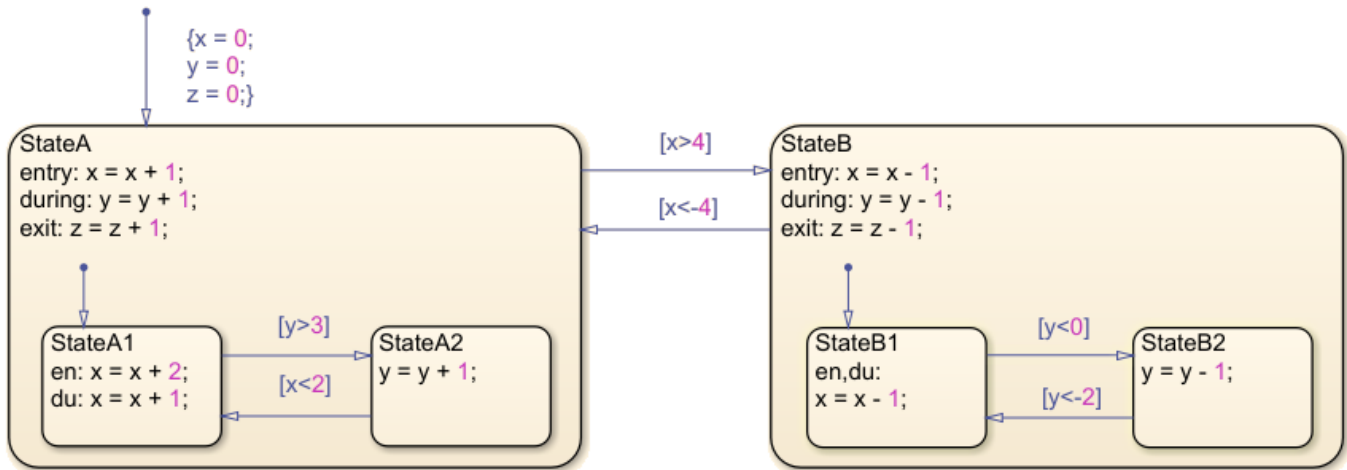 {x = 0;
y = 0;
z = 0;}
StateA
entry: x = x + 1;
during: y = y + 1;
exit: z = z + 1;
[x>4]
[x<-4]
StateB
entry: x = x - 1;
during: y = y - 1;
exit: z = z - 1;
StateA1
en: x = x + 2;
du: x = x + 1;
[y>3]
[x<2]
StateA2
y = y + 1;
StateB1
en,du:
x = x - 1;
[y<0]
[y<-2]
StateB2
y = y - 1;